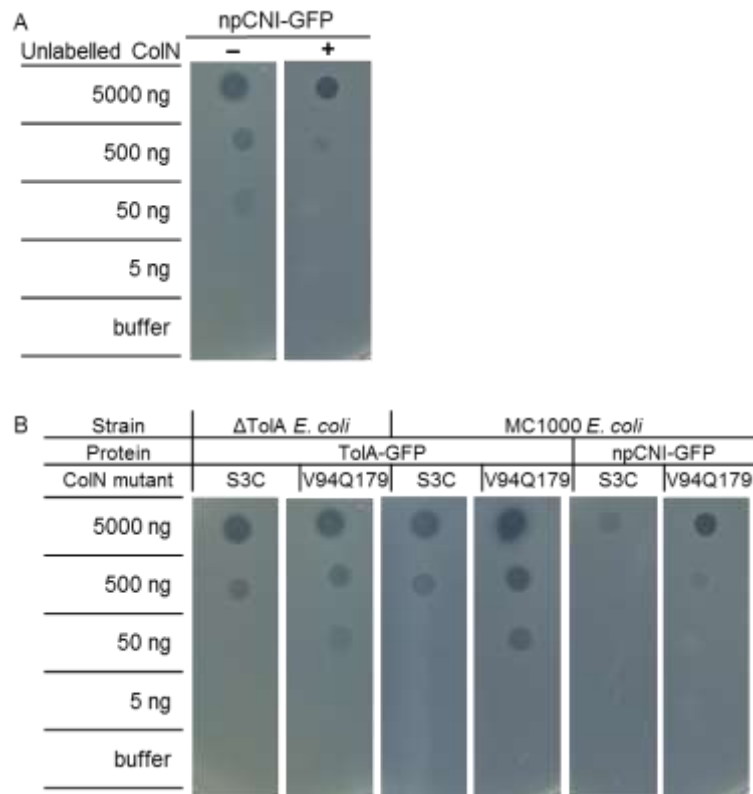 A
npCNI-GFP
Unlabelled ColN – +
5000 ng
500 ng
50 ng
5 ng
buffer
B
Strain ΔTolA E. coli MC1000 E. coli
Protein TolA-GFP npCNI-GFP
ColN mutant S3C V94Q179 S3C V94Q179 S3C V94Q179
5000 ng
500 ng
50 ng
5 ng
buffer